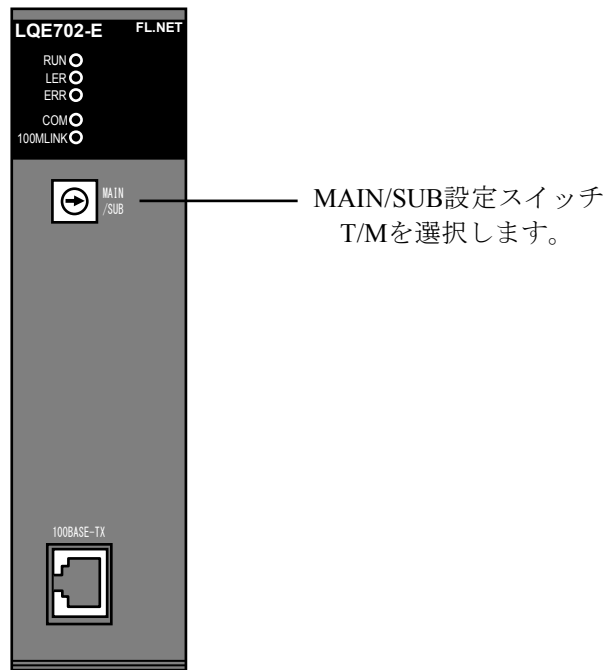 LQE702-E FL.NET
RUN
LER
ERR
COM
100MLINK
MAIN
/SUB
MAIN/SUB設定スイッチ
T/Mを選択します。
100BASE-TX